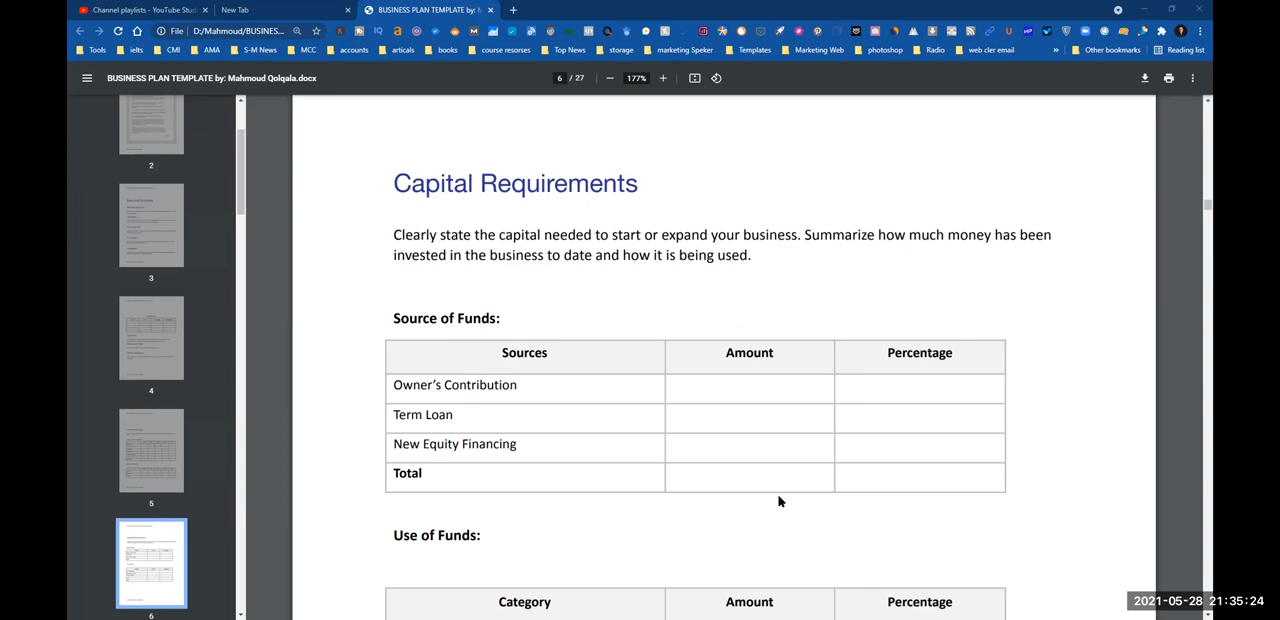 Channel playlists - YouTube Stud
New Tab
BUSINESS PLAN TEMPLATE by: M
File
D:/Mahmoud/BUSINES...
Tools
ielts
CMI
AMA
S-M News
MCC
accounts
articals
books
course resorses
Top News
storage
marketing Speker
Templates
Marketing Web
photoshop
Radio
web cler email
»
Other bookmarks
Reading list
BUSINESS PLAN TEMPLATE by: Mahmoud Qolqala.docx
6 / 27
177%
2
3
4
5
6
Capital Requirements
Clearly state the capital needed to start or expand your business. Summarize how much money has been
invested in the business to date and how it is being used.
Source of Funds:
Sources Amount Percentage
Owner’s Contribution
Term Loan
New Equity Financing
Total
Use of Funds:
Category Amount Percentage
2021-05-28 21:35:24